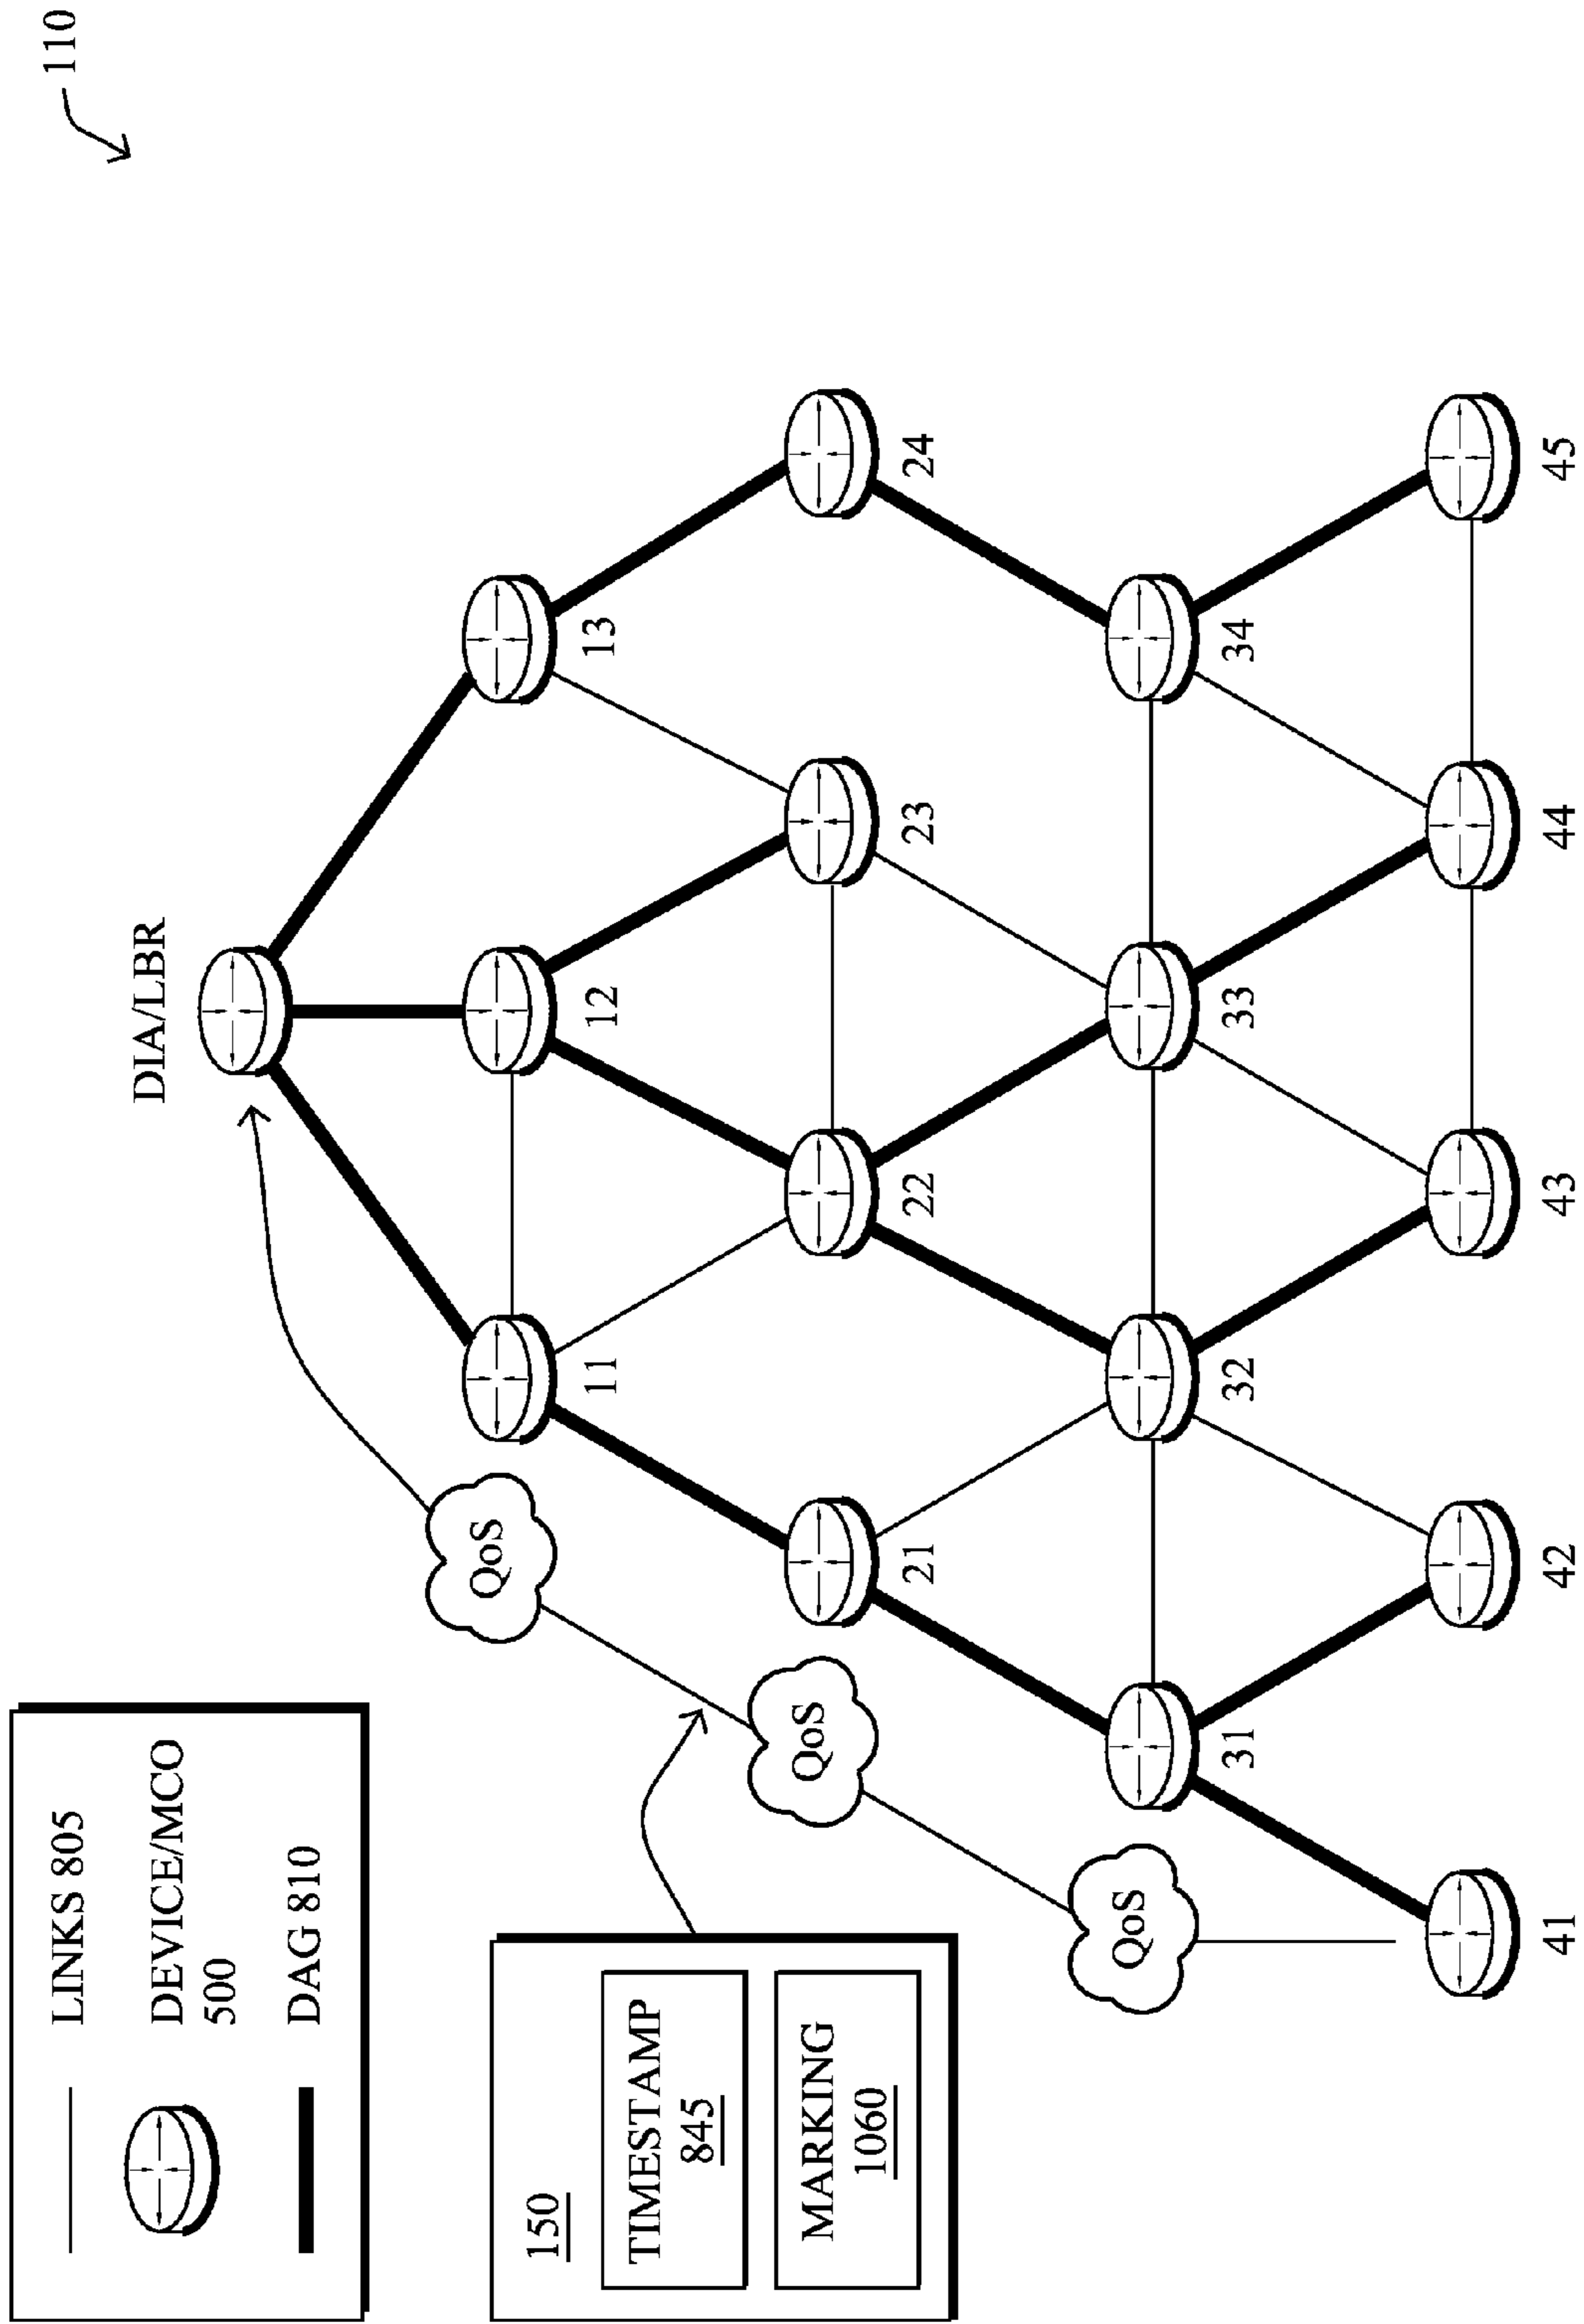 110
LINKS 805
DEVICE/MCO
500
DAG 810
150
TIMESTAMP
845
MARKING
1060
QoS
QoS
QoS
DIA/LBR
11
12
13
21
22
23
24
31
32
33
34
41
42
43
44
45